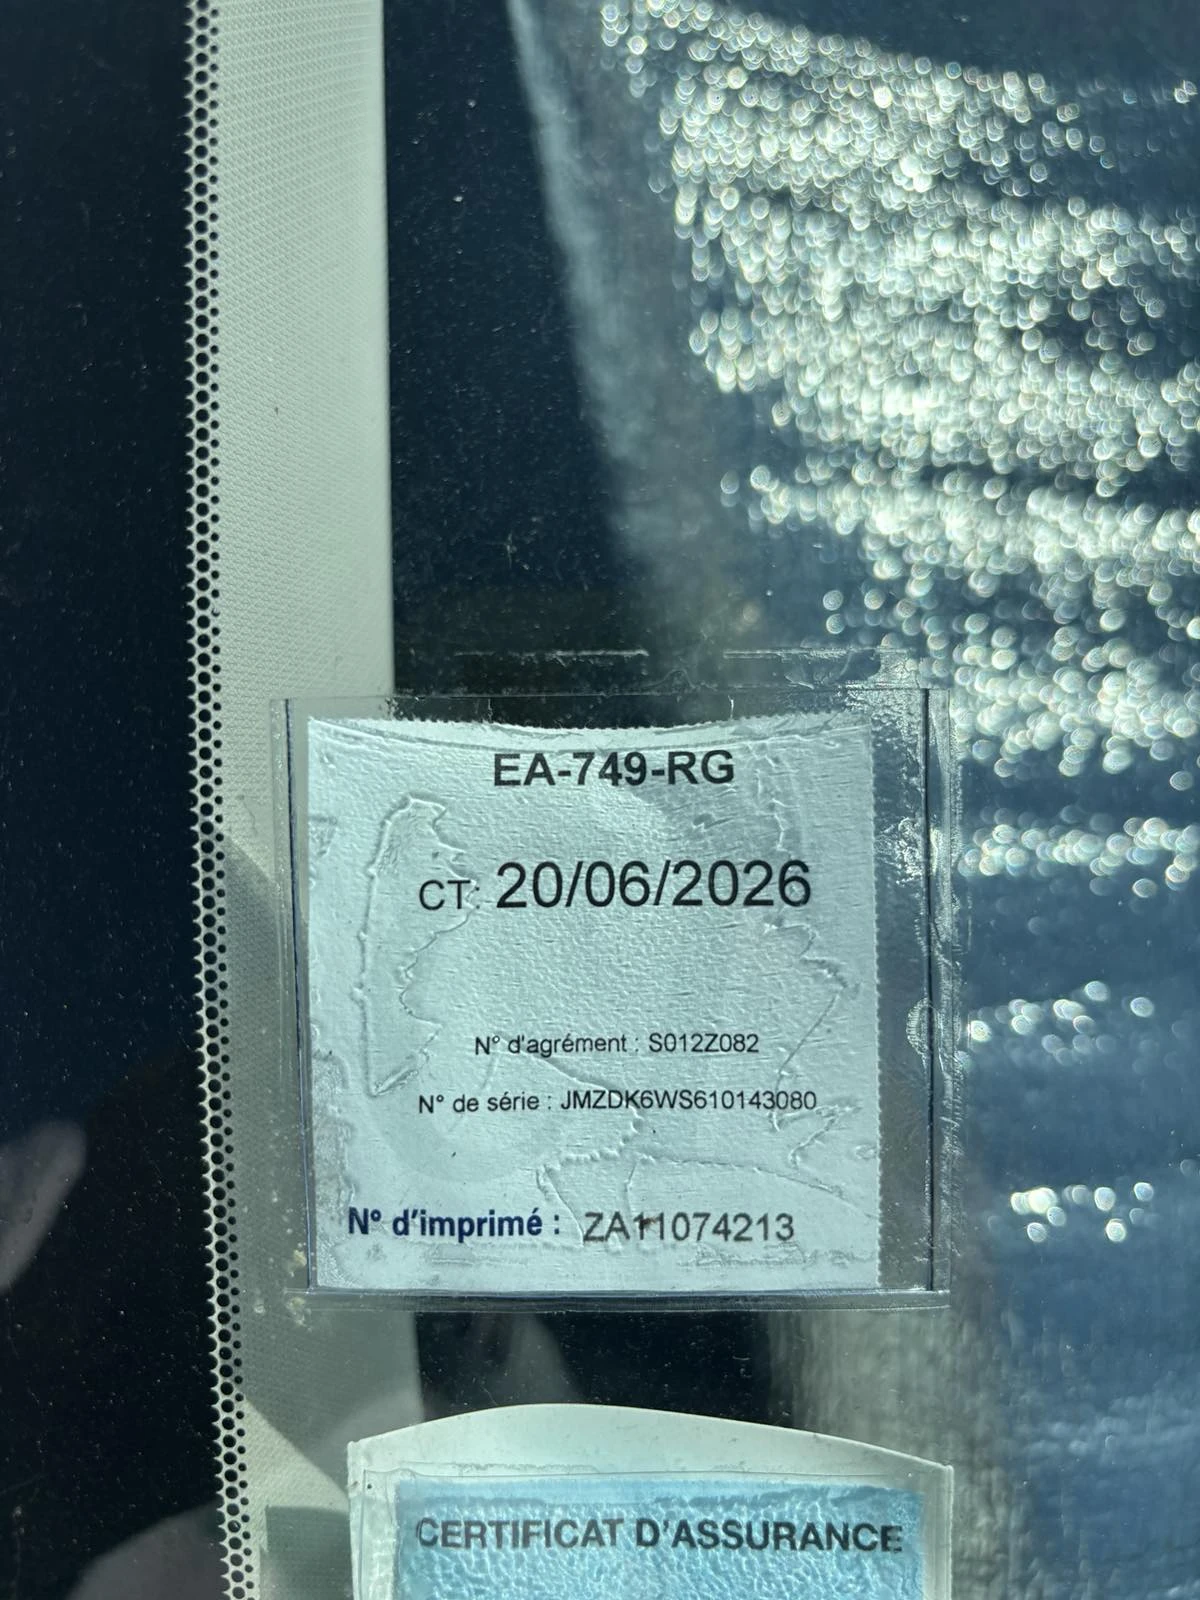 EA-749-RG
CT: 20/06/2026
N° d'agrément : S012Z082
N° de série : JMZDK6WS610143080
N° d'imprimé : ZA11074213
CERTIFICAT D'ASSURANCE